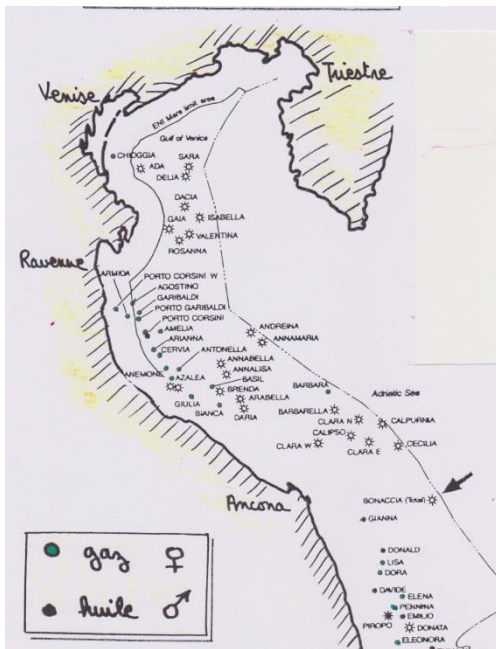 Venise
Triestre
ENI Mare limit area
Gulf of Venice
CHIOGGIA
ADA
SARA
DELIA
DACIA
GAIA
ISABELLA
VALENTINA
ROSANNA
Ravenne
ARMIDA
PORTO CORSINI W
AGOSTINO
GARIBALDI
PORTO GARIBALDI
PORTO CORSINI
AMELIA
ARIANNA
CERVIA
ANTONELLA
ANEMONE
AZALEA
ANDREINA
ANNAMARIA
ANNABELLA
ANNALISA
BASIL
BRENDA
ARABELLA
GIULIA
BIANCA
DARIA
BARBARA
Adriatic Sea
BARBARELLA
CLARA N
CALPURNIA
CALIPSO
CLARA W
CLARA E
CECILIA
Ancona
BONACCIA (Total)
GIANNA
gaz ♀
huile ♂
DONALD
LISA
DORA
DAVIDE
ELENA
PENNINA
EMILIO
PIROPO
DONATA
ELEONORA